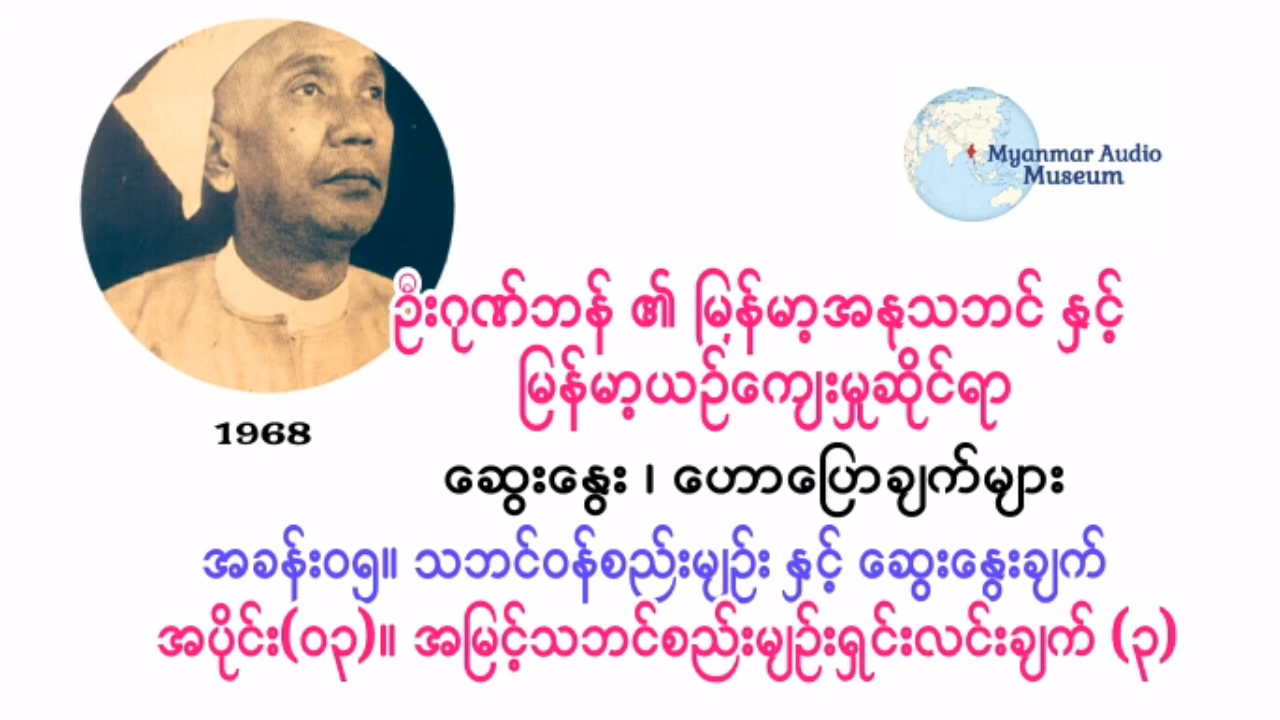 Myanmar Audio
Museum
ဦးဂုဏ်ဘန် ၏ မြန်မာ့အနုသဘင် နှင့်
မြန်မာ့ယဉ်ကျေးမှုဆိုင်ရာ
1968
ဆွေးနွေး ၊ ဟောပြောချက်များ
အခန်း၀၅။ သဘင်ဝန်စည်းမျဉ်း နှင့် ဆွေးနွေးချက်
အပိုင်း(၀၃)။ အမြင့်သဘင်စည်းမျဉ်းရှင်းလင်းချက် (၃)